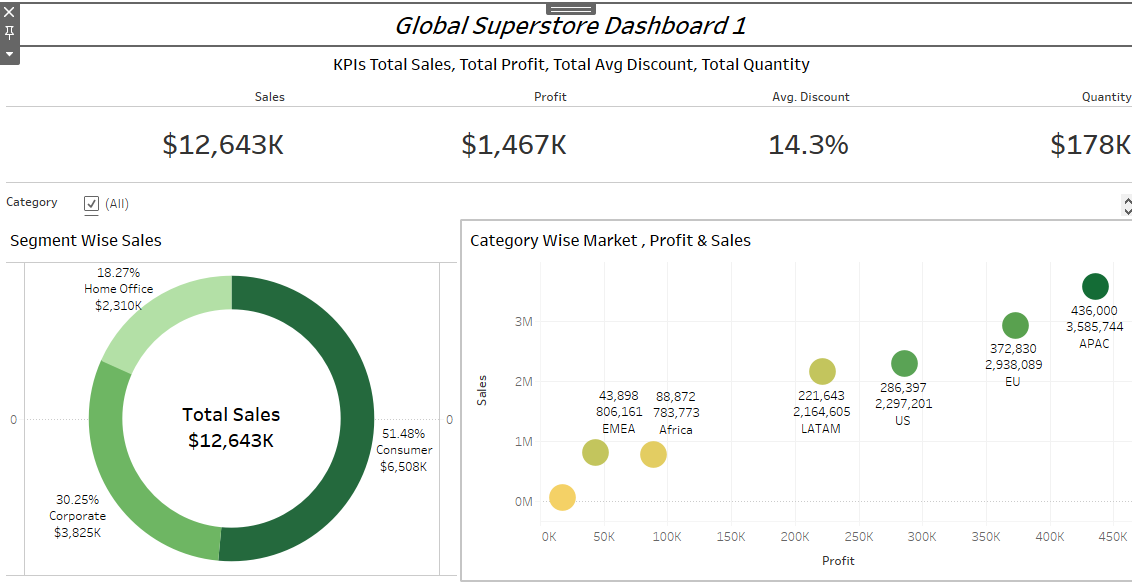 Global Superstore Dashboard 1
KPIs Total Sales, Total Profit, Total Avg Discount, Total Quantity
Sales
Profit
Avg. Discount
Quantity
$12,643K
$1,467K
14.3%
$178K
Category
(All)
Segment Wise Sales
18.27%
Home Office
$2,310K
0
Total Sales
$12,643K
0
51.48%
Consumer
$6,508K
30.25%
Corporate
$3,825K
Category Wise Market , Profit & Sales
Sales
3M
2M
1M
0M
43,898
806,161
EMEA
88,872
783,773
Africa
221,643
2,164,605
LATAM
286,397
2,297,201
US
372,830
2,938,089
EU
436,000
3,585,744
APAC
0K
50K
100K
150K
200K
250K
300K
350K
400K
450K
Profit